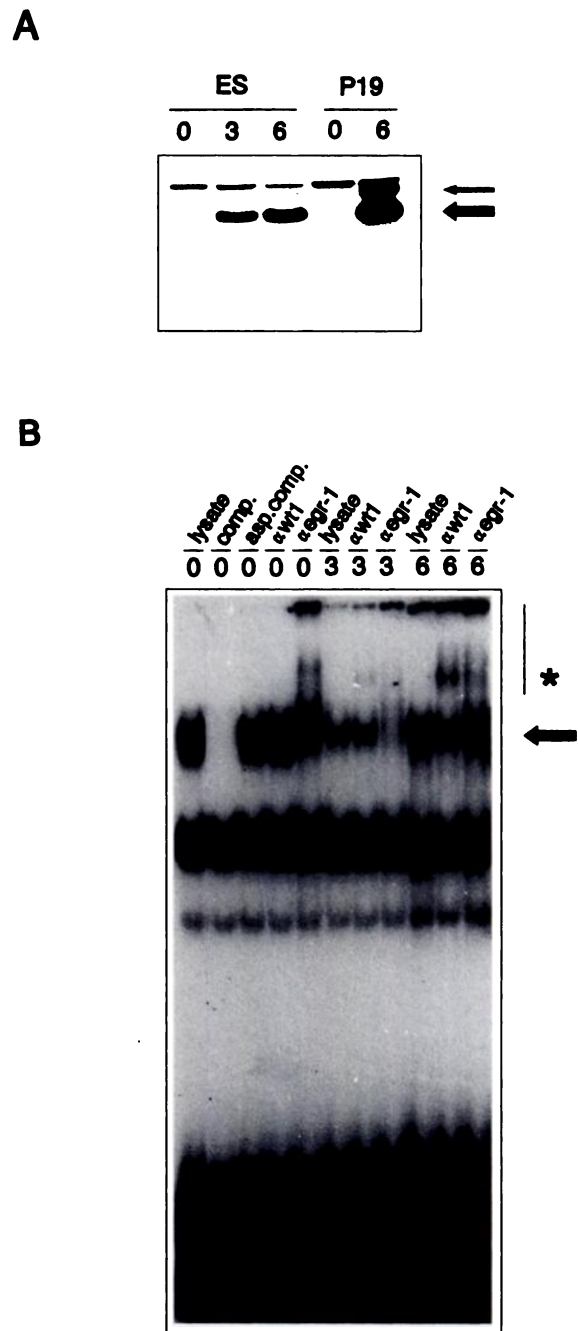 A
ES P19
0 3 6 0 6
B
lysate comp. asp.comp. αwt1 αegr-1 lysate αwt1 αegr-1 lysate αwt1 αegr-1
0 0 0 0 0 3 3 3 6 6 6
*